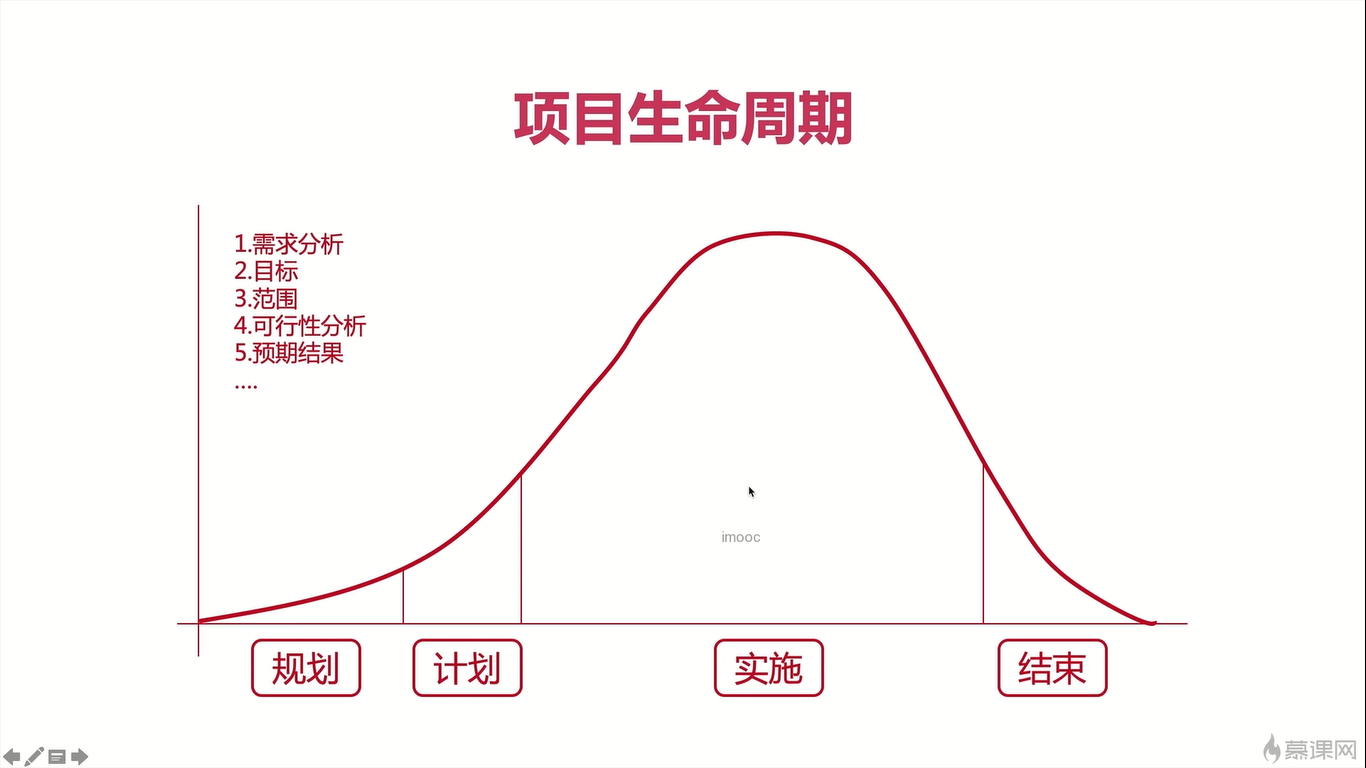 项目生命周期
1.需求分析
2.目标
3.范围
4.可行性分析
5.预期结果
....
imooc
规划
计划
实施
结束
慕课网